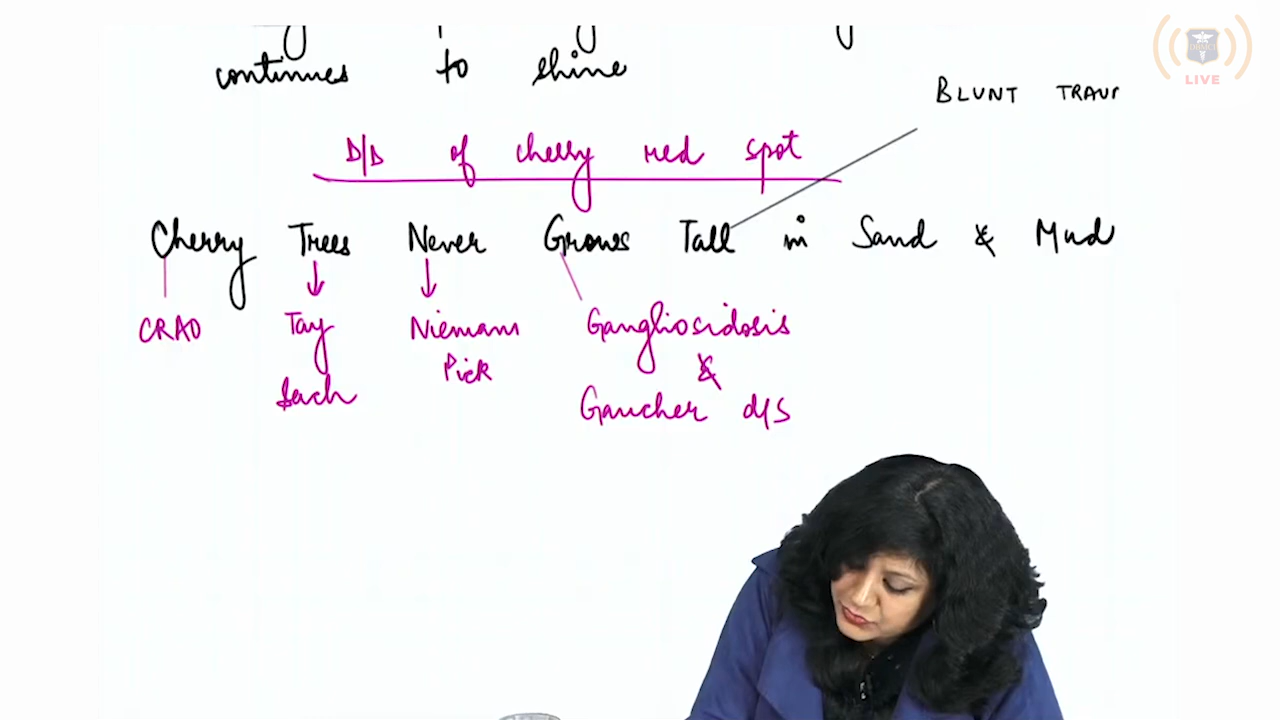 LIVE
continues to shine
BLUNT TRAU
D/D of cherry red spot
Cherry Trees Never Grows Tall in Sand & Mud
CRAO
Tay
Sach
Niemans
Pick
Gangliosidosis
&
Gaucher d/s